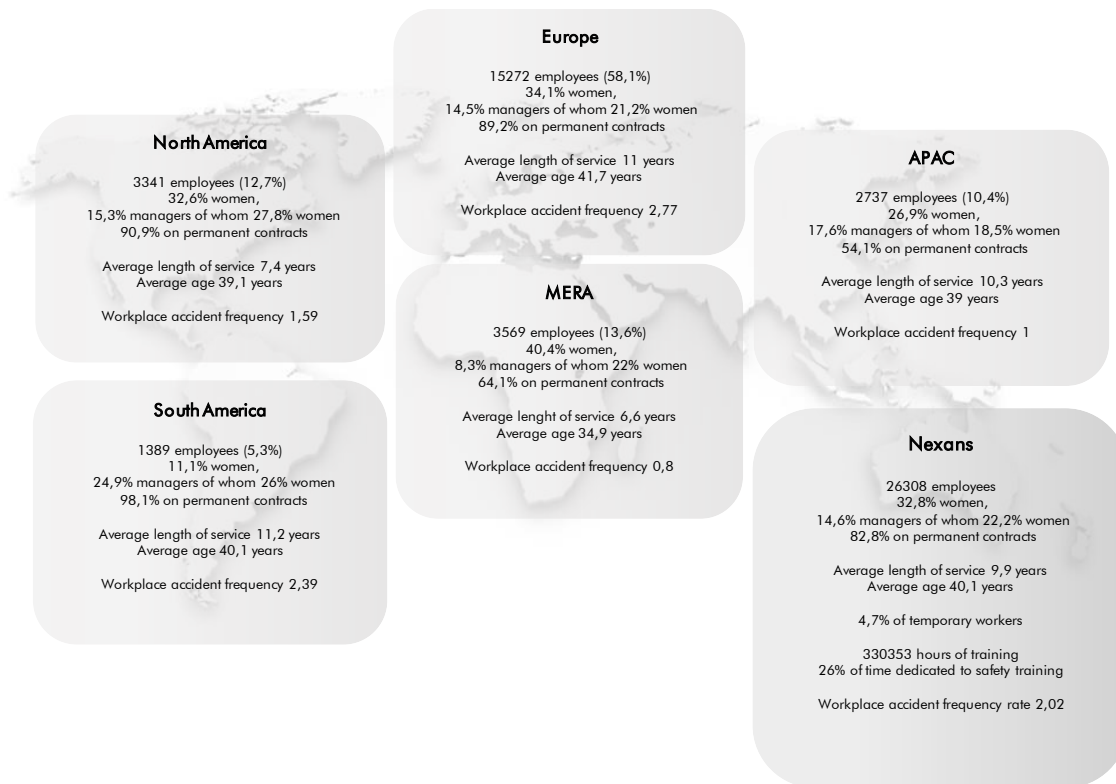 Europe
15272 employees (58,1%)
34,1% women,
14,5% managers of whom 21,2% women
89,2% on permanent contracts
Average length of service 11 years
Average age 41,7 years
Workplace accident frequency 2,77
North America
3341 employees (12,7%)
32,6% women,
15,3% managers of whom 27,8% women
90,9% on permanent contracts
Average length of service 7,4 years
Average age 39,1 years
Workplace accident frequency 1,59
APAC
2737 employees (10,4%)
26,9% women,
17,6% managers of whom 18,5% women
54,1% on permanent contracts
Average length of service 10,3 years
Average age 39 years
Workplace accident frequency 1
MERA
3569 employees (13,6%)
40,4% women,
8,3% managers of whom 22% women
64,1% on permanent contracts
Average lenght of service 6,6 years
Average age 34,9 years
Workplace accident frequency 0,8
South America
1389 employees (5,3%)
11,1% women,
24,9% managers of whom 26% women
98,1% on permanent contracts
Average length of service 11,2 years
Average age 40,1 years
Workplace accident frequency 2,39
Nexans
26308 employees
32,8% women,
14,6% managers of whom 22,2% women
82,8% on permanent contracts
Average length of service 9,9 years
Average age 40,1 years
4,7% of temporary workers
330353 hours of training
26% of time dedicated to safety training
Workplace accident frequency rate 2,02